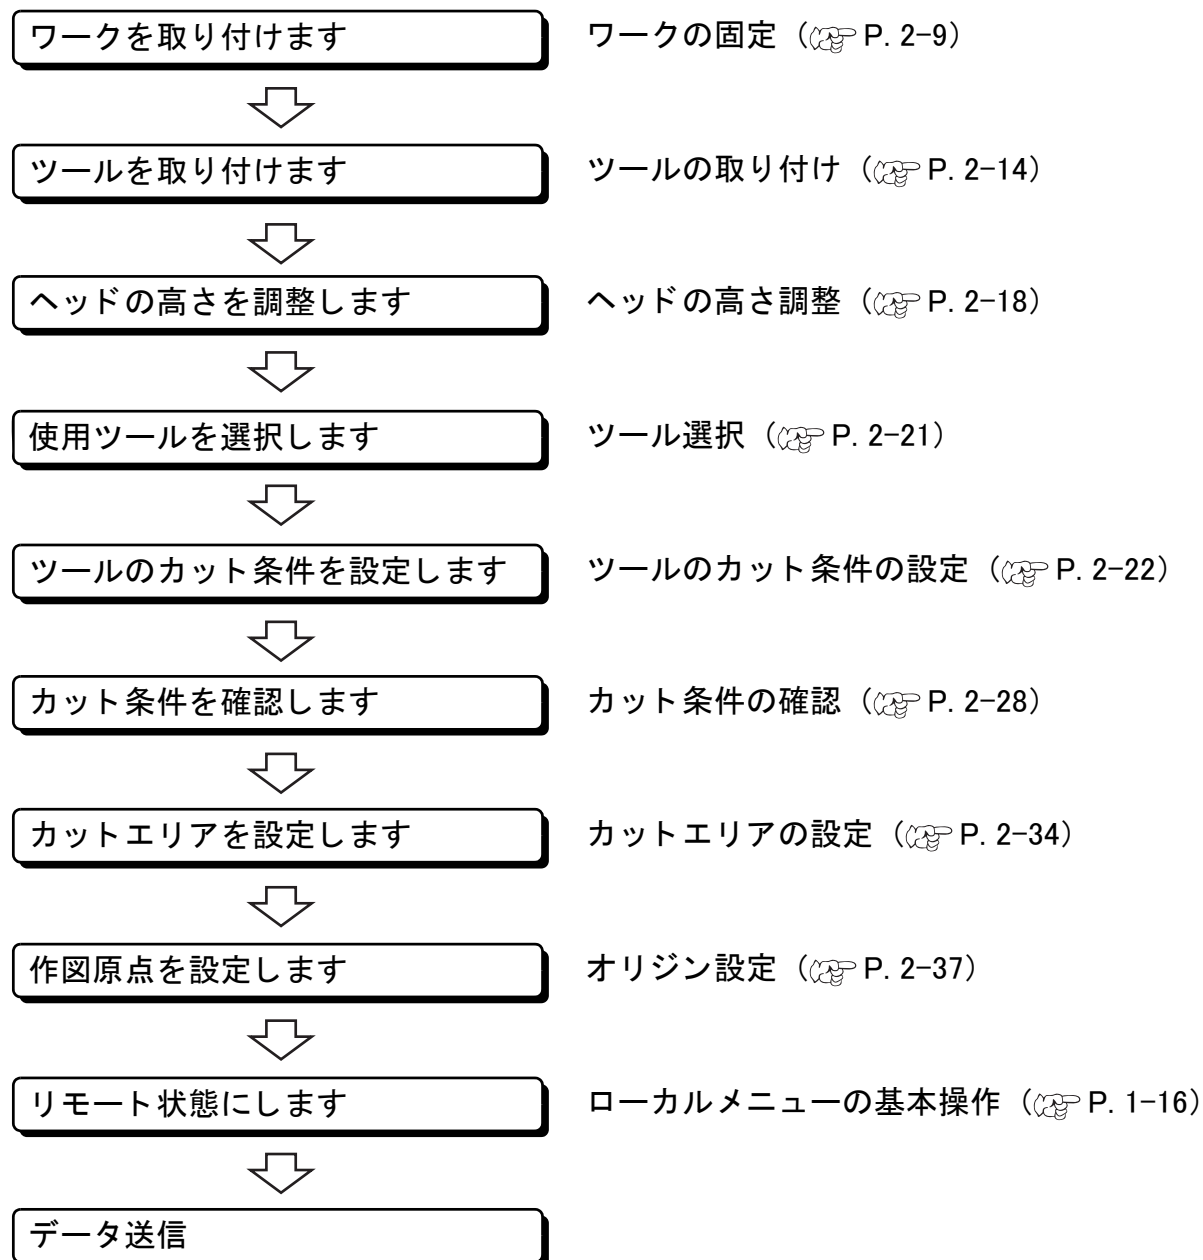 ワークを取り付けます ワークの固定（P. 2-9）
ツールを取り付けます ツールの取り付け（P. 2-14）
ヘッドの高さを調整します ヘッドの高さ調整（P. 2-18）
使用ツールを選択します ツール選択（P. 2-21）
ツールのカット条件を設定します ツールのカット条件の設定（P. 2-22）
カット条件を確認します カット条件の確認（P. 2-28）
カットエリアを設定します カットエリアの設定（P. 2-34）
作図原点を設定します オリジン設定（P. 2-37）
リモート状態にします ローカルメニューの基本操作（P. 1-16）
データ送信